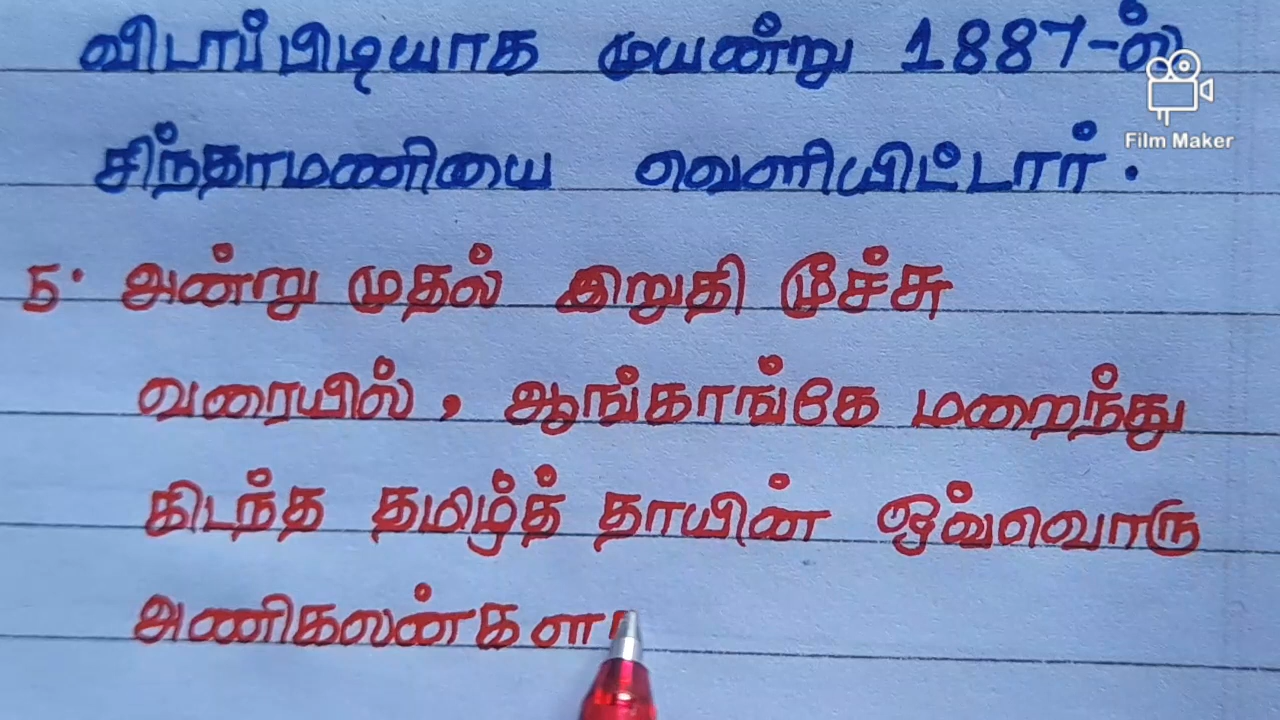 விடாப்பிடியாக முயன்று 1887-ல்
சிந்தாமணியை வெளியிட்டார்.
Film Maker
5. அன்று முதல் இறுதி மூச்சு
வரையில், ஆங்காங்கே மறைந்து
கிடந்த தமிழ்த் தாயின் ஒவ்வொரு
அணிகலன்களா